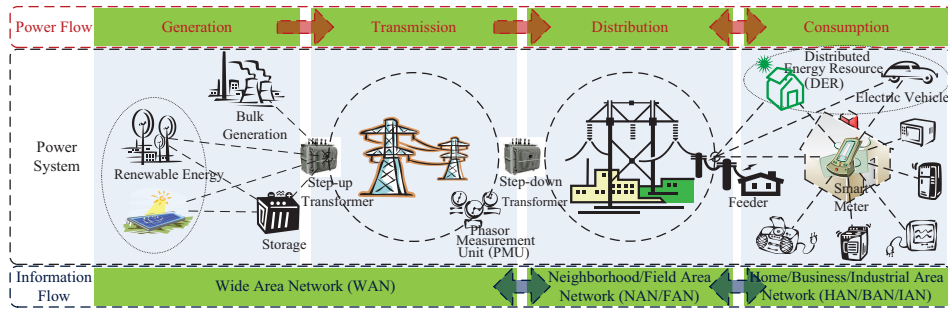 Power Flow
Generation
Transmission
Distribution
Consumption
Power
System
Bulk
Generation
Renewable Energy
Storage
Step-up
Transformer
Phasor
Measurement
Unit (PMU)
Step-down
Transformer
Feeder
Distributed
Energy Resource
(DER)
Electric Vehicle
Smart
Meter
Information
Flow
Wide Area Network (WAN)
Neighborhood/Field Area
Network (NAN/FAN)
Home/Business/Industrial Area
Network (HAN/BAN/IAN)